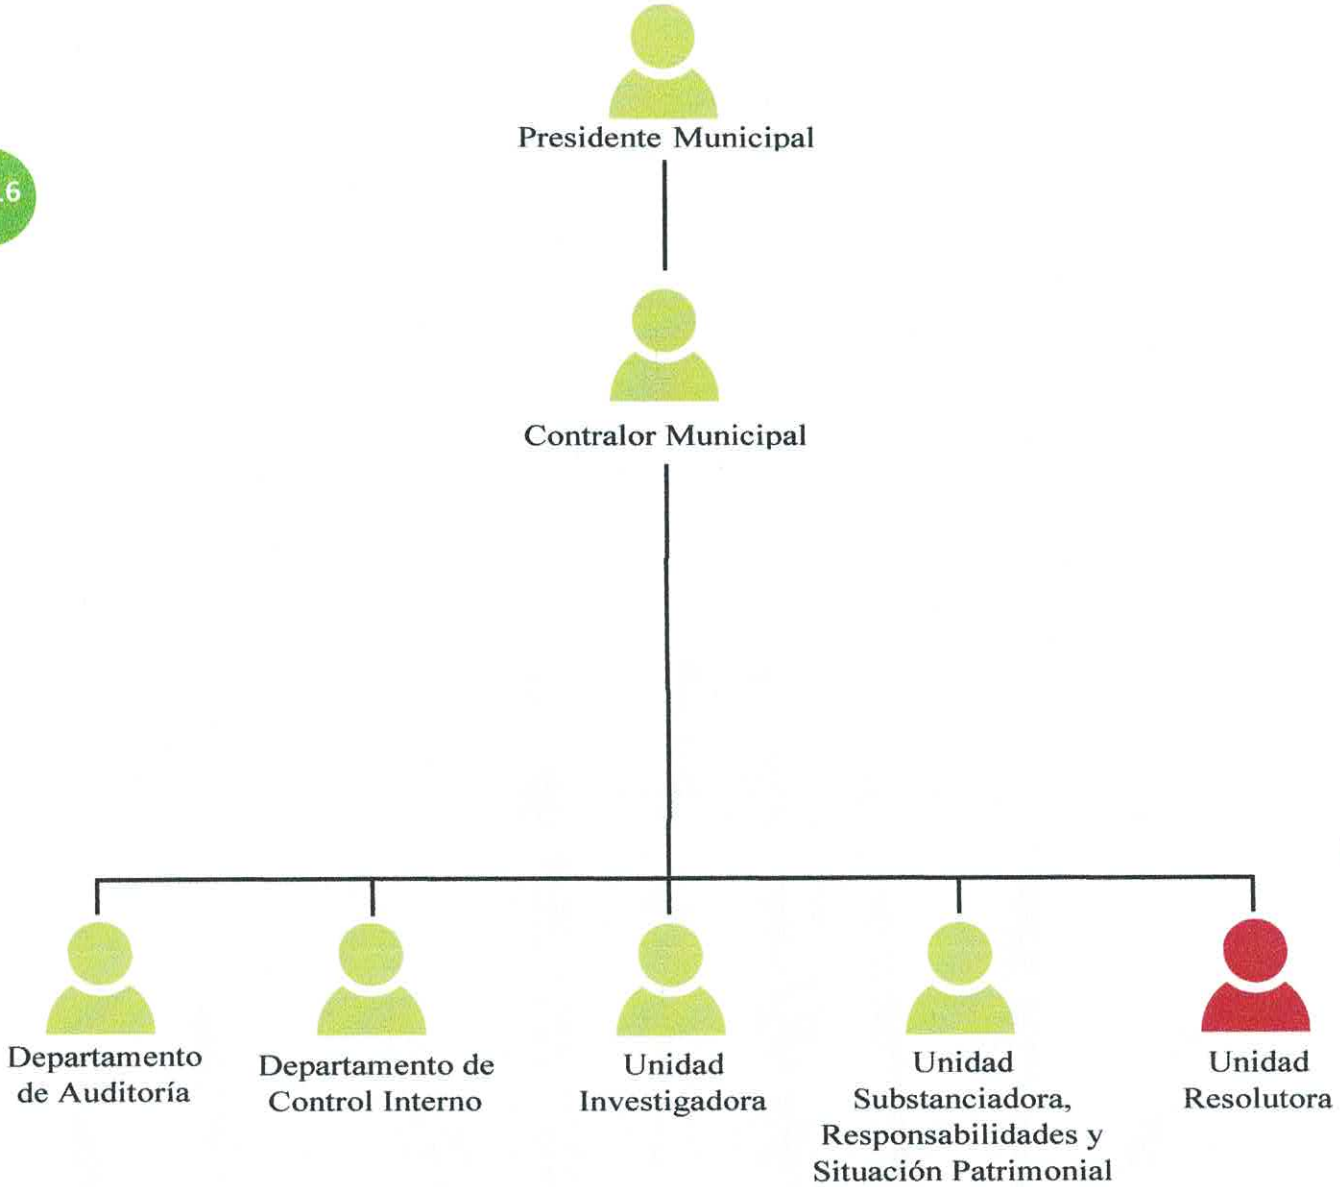 Presidente Municipal
.6
Contralor Municipal
Departamento
de Auditoría
Departamento de
Control Interno
Unidad
Investigadora
Unidad
Substanciadora,
Responsabilidades y
Situación Patrimonial
Unidad
Resolutora